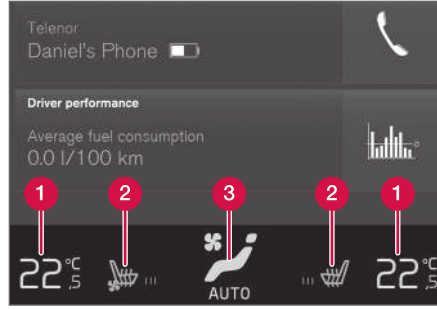 Telenor
Daniel's Phone
Driver performance
Average fuel consumption
0.0 l/100 km
1 2 3 2 1
22°C,5 22°C,5
AUTO